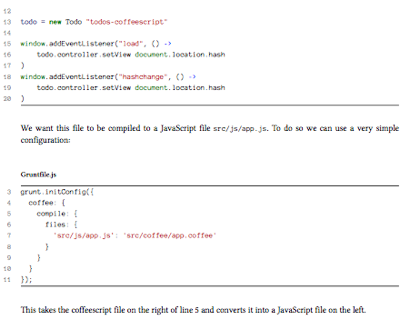 12
13 todo = new Todo "todos-coffeescript"
14
15 window.addEventListener("load", () ->
16     todo.controller.setView document.location.hash
17 )
18 window.addEventListener("hashchange", () ->
19     todo.controller.setView document.location.hash
20 )
We want this file to be compiled to a JavaScript file src/js/app.js. To do so we can use a very simple
configuration:
Gruntfile.js
3 grunt.initConfig({
4   coffee: {
5     compile: {
6       files: {
7         'src/js/app.js': 'src/coffee/app.coffee'
8       }
9     }
10   }
11 });
This takes the coffeescript file on the right of line 5 and converts it into a JavaScript file on the left.